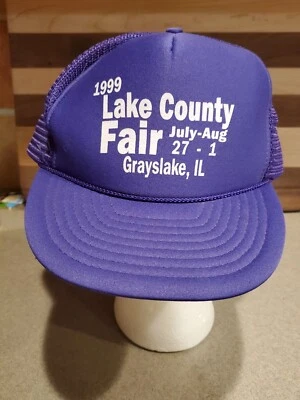 1999
Lake County
Fair July-Aug
27 - 1
Grayslake, IL